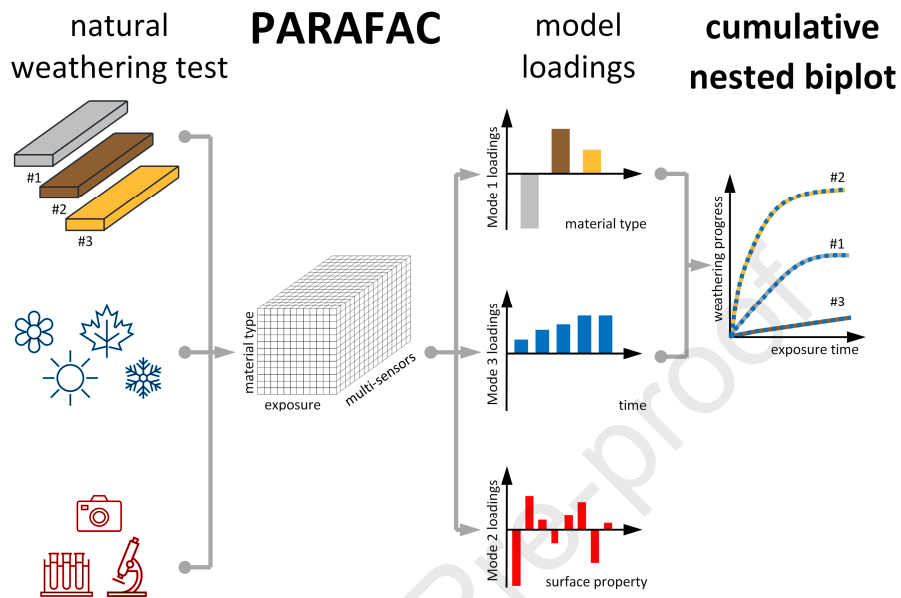 natural
weathering test
PARAFAC
model
loadings
cumulative
nested biplot
#1
#2
#3
material type
exposure
multi-sensors
Mode 1 loadings
material type
Mode 3 loadings
time
Mode 2 loadings
surface property
weathering progress
#2
#1
#3
exposure time
Pre-proof